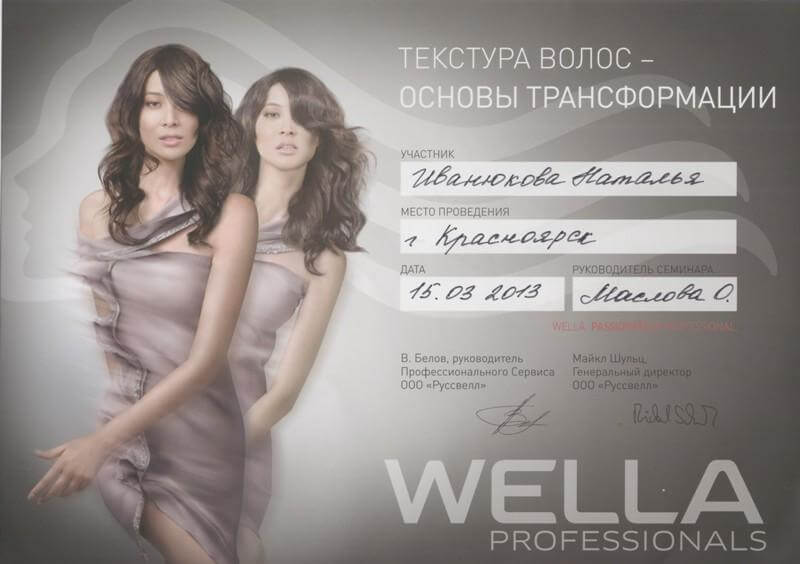 ТЕКСТУРА ВОЛОС –
ОСНОВЫ ТРАНСФОРМАЦИИ
УЧАСТНИК
Иванюкова Наталья
МЕСТО ПРОВЕДЕНИЯ
г Красноярск
ДАТА
15.03 2013
РУКОВОДИТЕЛЬ СЕМИНАРА
Маслова О.
WELLA. PASSIONATELY PROFESSIONAL.
В. Белов, руководитель
Профессионального Сервиса
ООО «Руссвелл»
Майкл Шульц,
Генеральный директор
ООО «Руссвелл»
WELLA
PROFESSIONALS